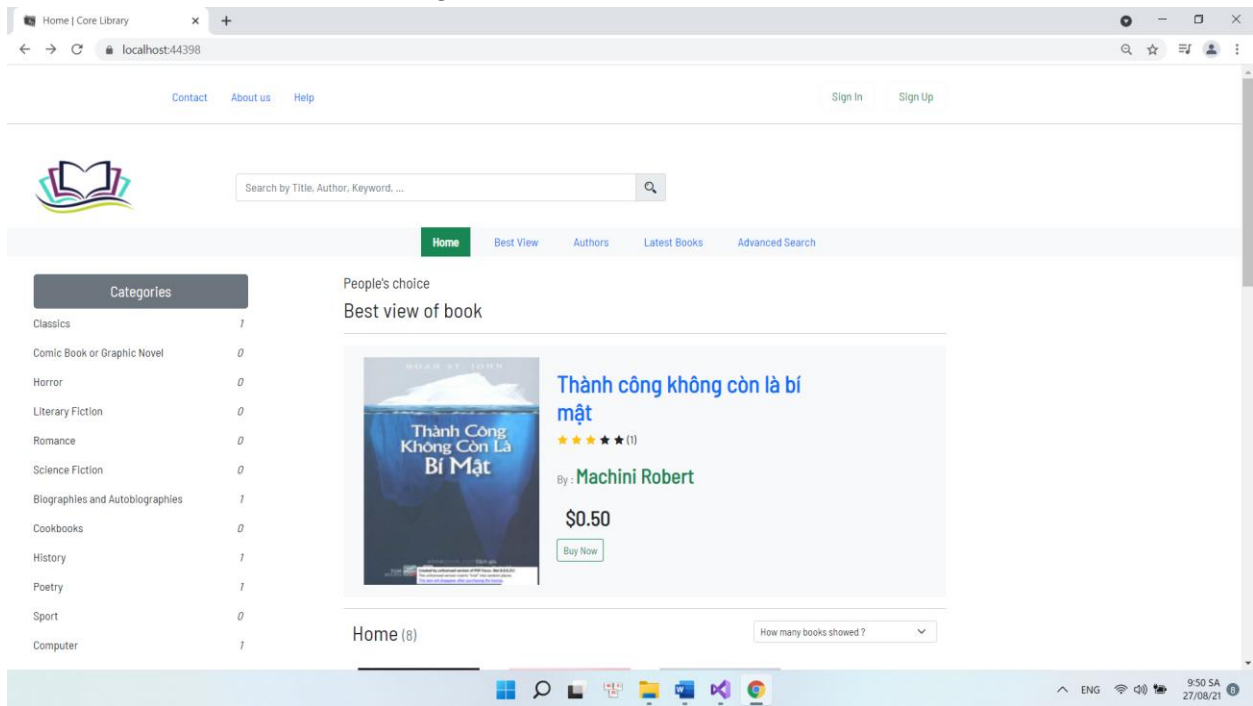 Home | Core Library
localhost:44398
Contact About us Help Sign In Sign Up
Search by Title, Author, Keyword, ...
Home Best View Authors Latest Books Advanced Search
Categories
Classics 1
Comic Book or Graphic Novel 0
Horror 0
Literary Fiction 0
Romance 0
Science Fiction 0
Biographies and Autobiographies 1
Cookbooks 0
History 1
Poetry 1
Sport 0
Computer 1
People's choice
Best view of book
NOAH ST. JOHN
Thành Công
Không Còn Là
Bí Mật
Thành công không còn là bí
mật
(1)
By : Machini Robert
$0.50
Buy Now
Home (8)
How many books showed ?
ENG
9:50 SA
27/08/21